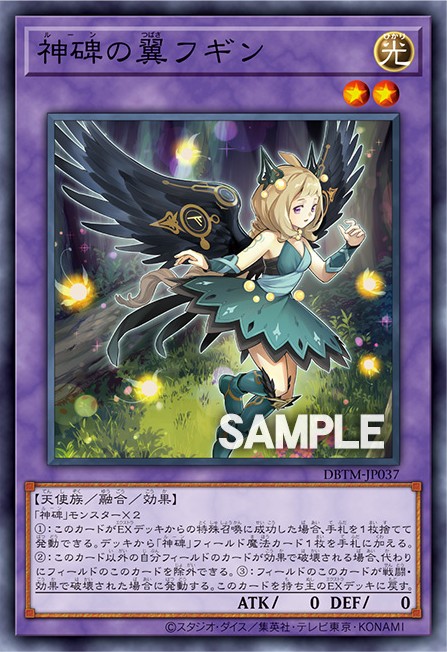 神碑の翼フギン
光
SAMPLE
DBTM-JP037
【天使族／融合／効果】
「神碑」モンスター×2
①：このカードがEXデッキからの特殊召喚に成功した場合、手札を1枚捨てて
発動できる。デッキから「神碑」フィールド魔法カード1枚を手札に加える。
②：このカード以外の自分フィールドのカードが効果で破壊される場合、代わり
にフィールドのこのカードを除外できる。③：フィールドのこのカードが戦闘・
効果で破壊された場合に発動する。このカードを持ち主のEXデッキに戻す。
ATK／ 0 DEF／ 0
©スタジオ・ダイス／集英社・テレビ東京・KONAMI